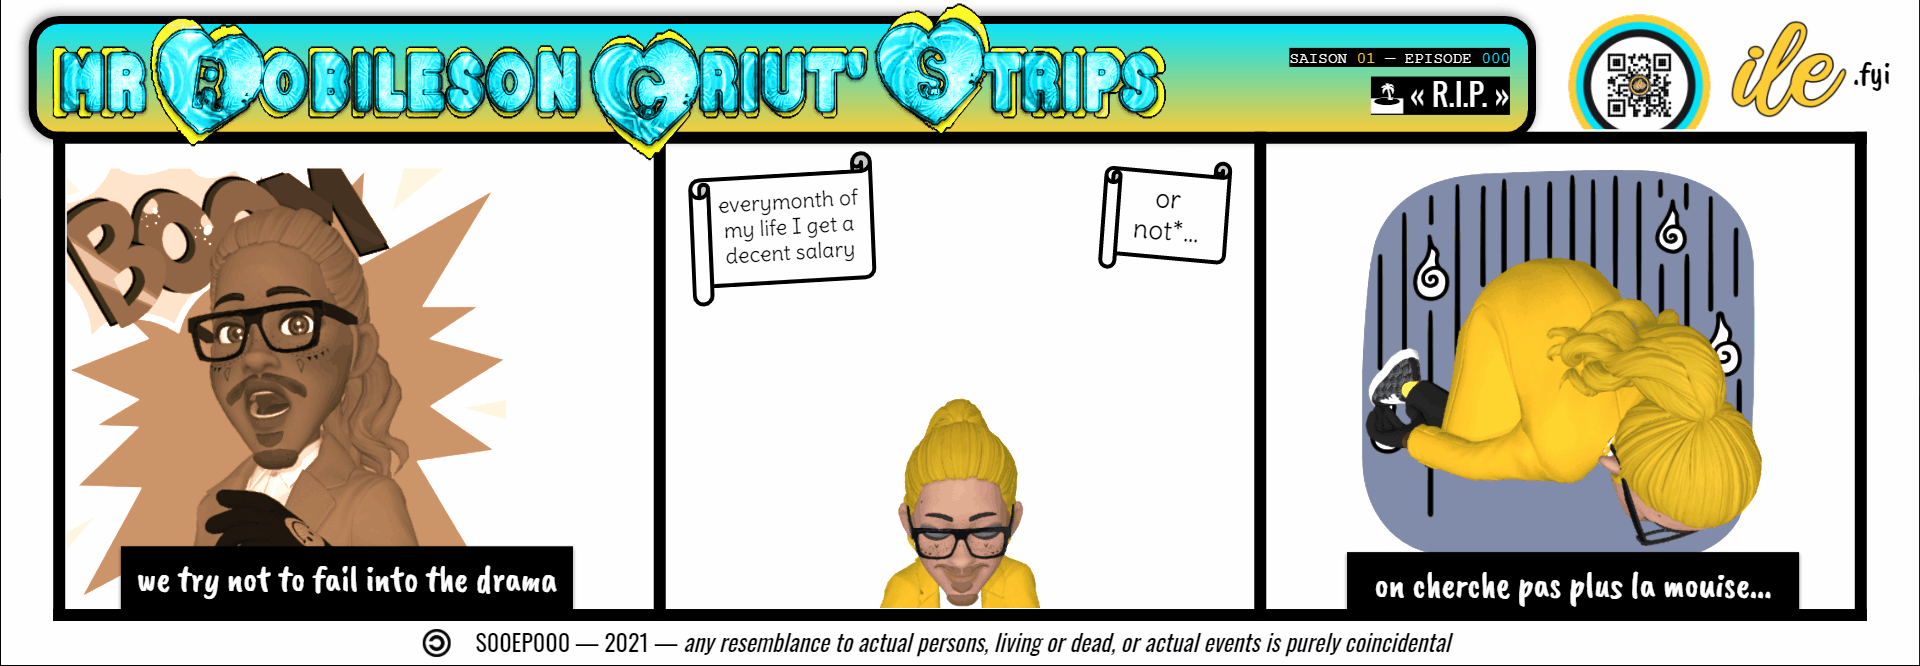 MR ROBILESON CRIUT' STRIPS
SAISON 01 — EPISODE 000
« R.I.P. »
ile.fyi
BOOM
everymonth of
my life I get a
decent salary
or
not*...
we try not to fail into the drama
on cherche pas plus la mouise...
S00EP000 — 2021 — any resemblance to actual persons, living or dead, or actual events is purely coincidental